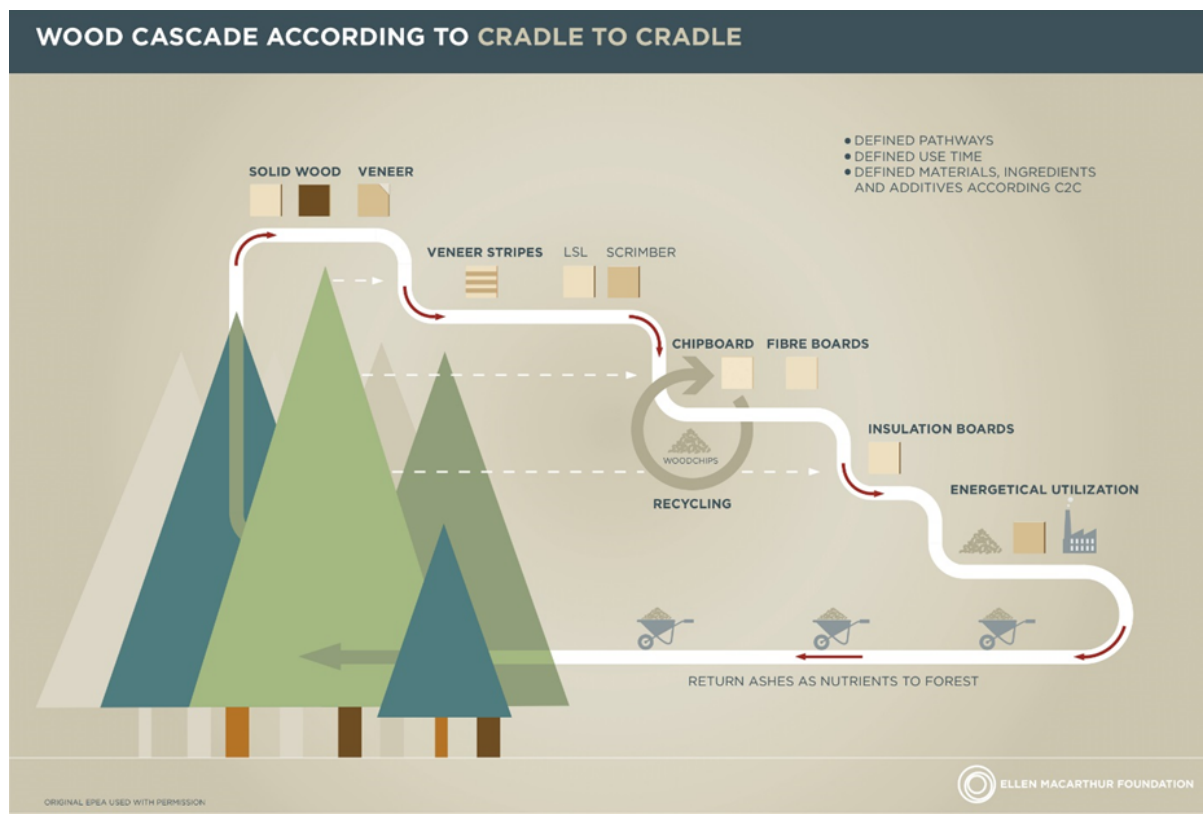 WOOD CASCADE ACCORDING TO CRADLE TO CRADLE
● DEFINED PATHWAYS
● DEFINED USE TIME
● DEFINED MATERIALS, INGREDIENTS
AND ADDITIVES ACCORDING C2C
SOLID WOOD VENEER
VENEER STRIPES LSL SCRIMBER
CHIPBOARD FIBRE BOARDS
WOODCHIPS
RECYCLING
INSULATION BOARDS
ENERGETICAL UTILIZATION
RETURN ASHES AS NUTRIENTS TO FOREST
ELLEN MACARTHUR FOUNDATION
ORIGINAL EPEA USED WITH PERMISSION